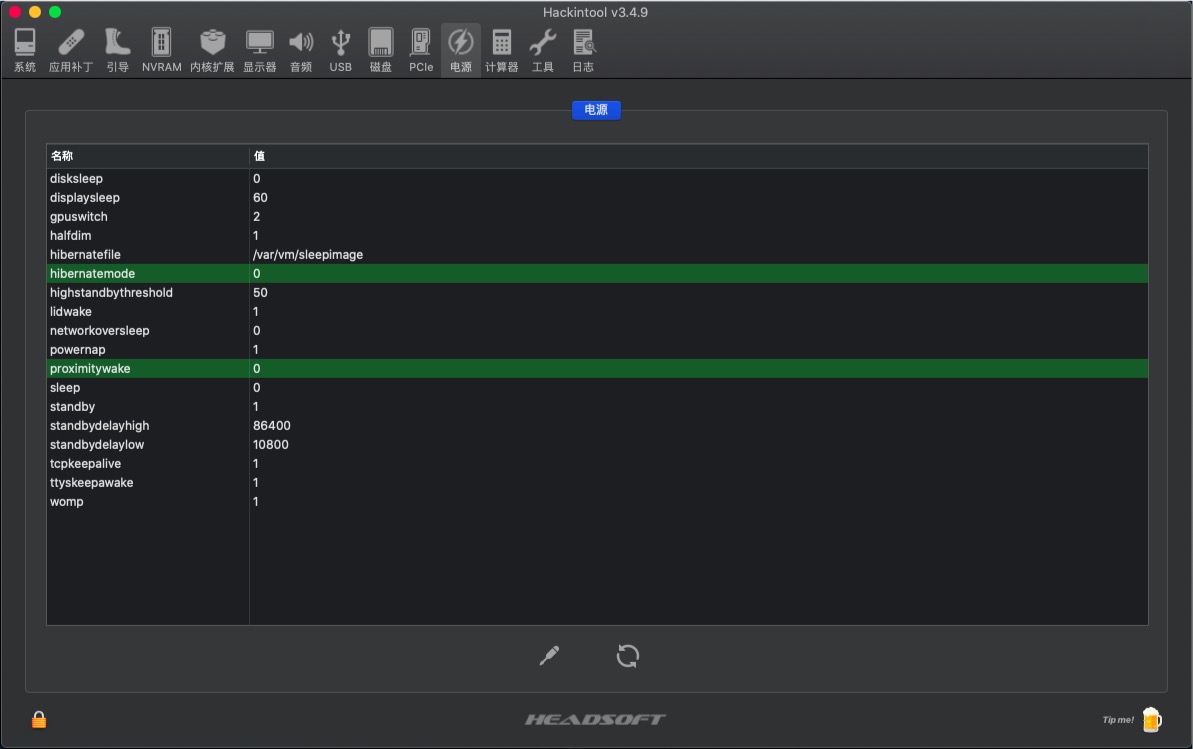 Hackintool v3.4.9
系统 应用补丁 引导 NVRAM 内核扩展 显示器 音频 USB 磁盘 PCIe 电源 计算器 工具 日志
电源
名称 值
disksleep 0
displaysleep 60
gpuswitch 2
halfdim 1
hibernatefile /var/vm/sleepimage
hibernatemode 0
highstandbythreshold 50
lidwake 1
networkoversleep 0
powernap 1
proximitywake 0
sleep 0
standby 1
standbydelayhigh 86400
standbydelaylow 10800
tcpkeepalive 1
ttyskeepawake 1
womp 1
HEADSOFT Tip me!